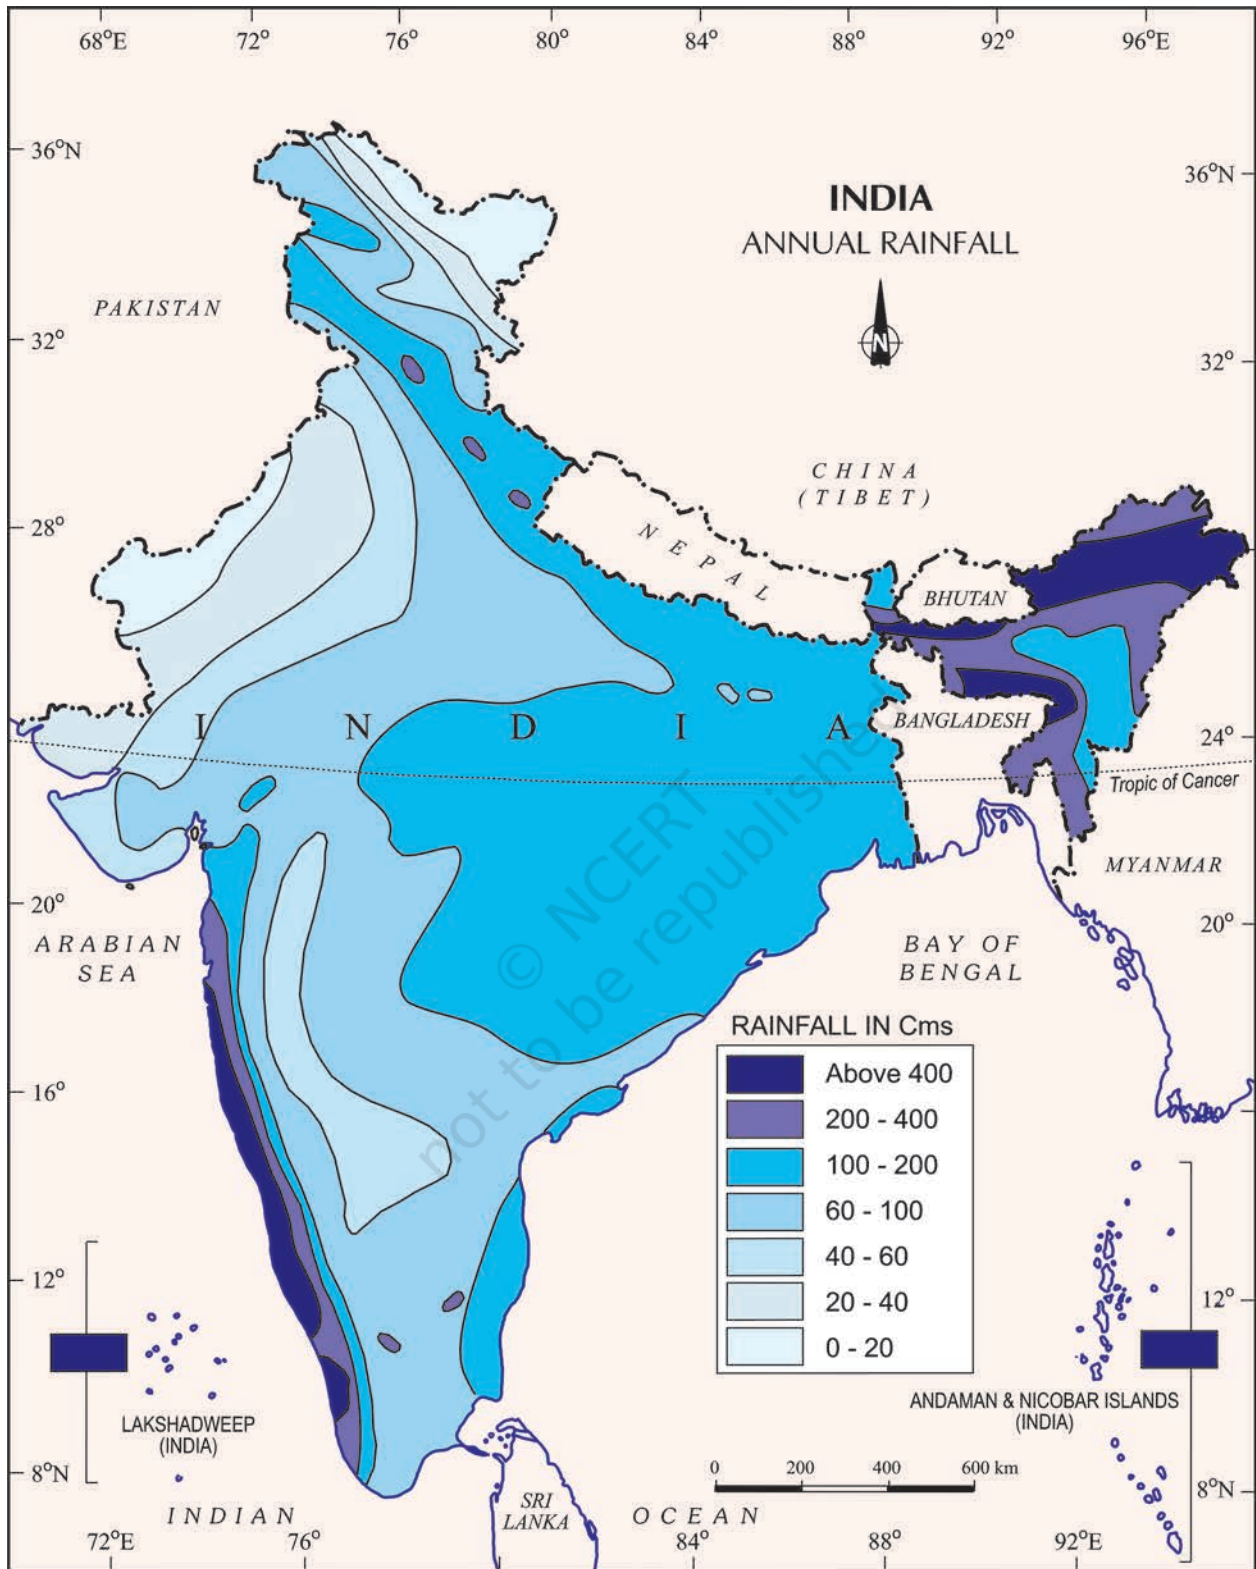 68°E 72° 76° 80° 84° 88° 92° 96°E
36°N
36°N
INDIA
ANNUAL RAINFALL
N
PAKISTAN
32°
32°
CHINA
(TIBET)
28°
NEPAL
BHUTAN
INDIA
BANGLADESH
24°
Tropic of Cancer
MYANMAR
20°
20°
ARABIAN
SEA
BAY OF
BENGAL
© NCERT
not to be republished
RAINFALL IN Cms
Above 400
200 - 400
100 - 200
60 - 100
40 - 60
20 - 40
0 - 20
16°
12°
12°
LAKSHADWEEP
(INDIA)
ANDAMAN & NICOBAR ISLANDS
(INDIA)
8°N
8°N
0 200 400 600 km
SRI
LANKA
INDIAN OCEAN
72°E 76° 84° 88° 92°E